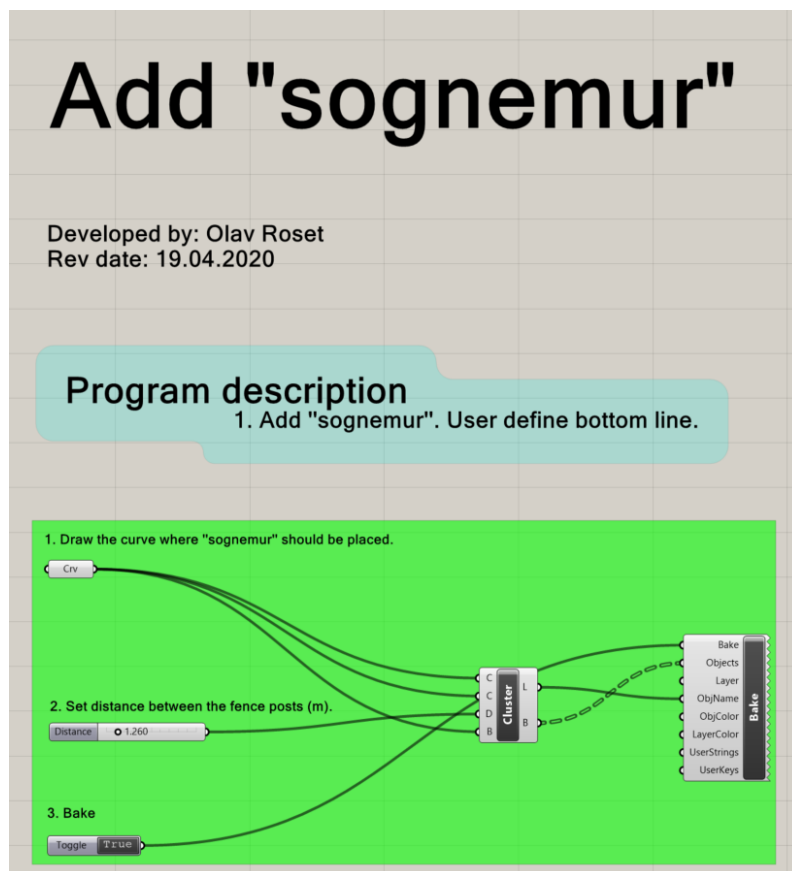 Add "sognemur"
Developed by: Olav Roset
Rev date: 19.04.2020
Program description
1. Add "sognemur". User define bottom line.
1. Draw the curve where "sognemur" should be placed.
Crv
2. Set distance between the fence posts (m).
Distance 1.260
3. Bake
Toggle True
C
C
D
B
Cluster
L
B
Bake
Objects
Layer
ObjName
ObjColor
LayerColor
UserStrings
UserKeys
Bake